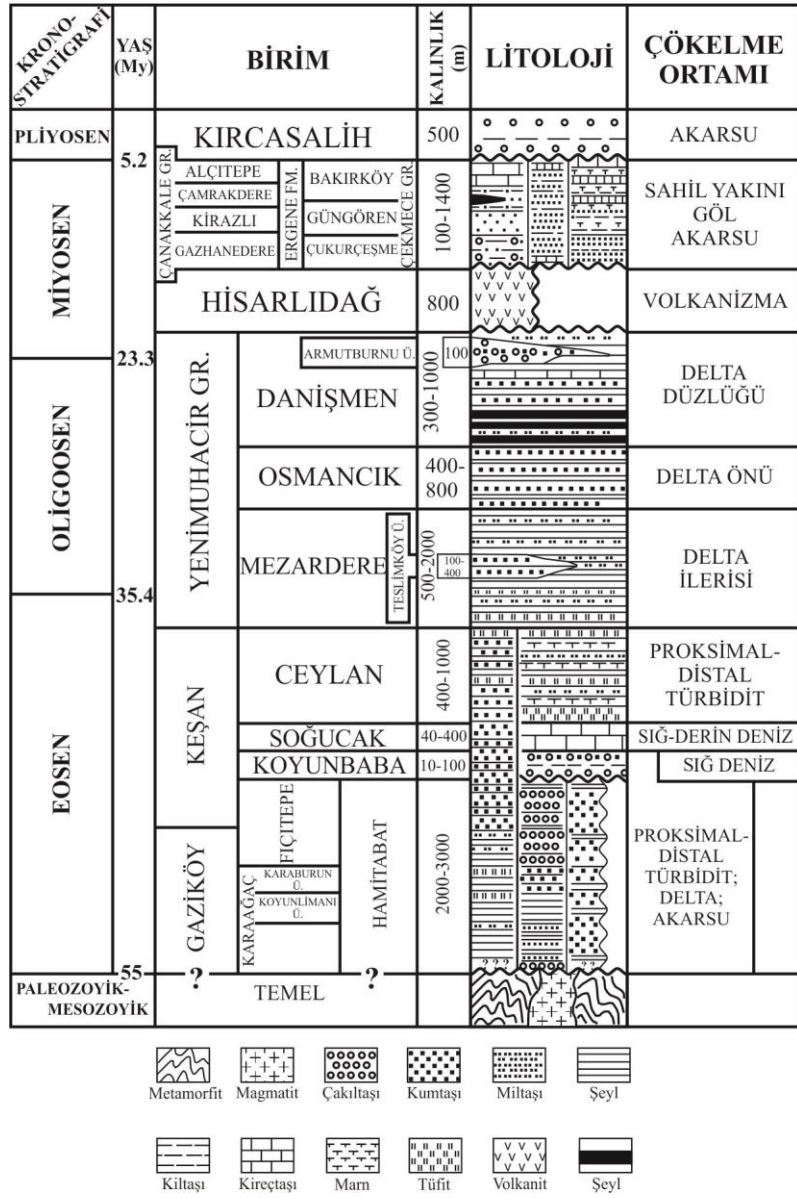 KRONO-
STRATİGRAFİ
YAŞ
(My)
BİRİM
KALINLIK
(m)
LİTOLOJİ
ÇÖKELME
ORTAMI
PLİYOSEN
KIRCASALİH
500
AKARSU
5.2
MİYOSEN
ÇANAKKALE GR.
ALÇITEPE
ÇAMRAKDERE
KİRAZLI
GAZHANEDERE
ERGENE FM.
BAKIRKÖY
GÜNGÖREN
ÇUKURÇEŞME
ÇEKMECE GR.
100-1400
SAHİL YAKINI
GÖL
AKARSU
HİSARLIDAĞ
800
VOLKANİZMA
23.3
OLİGOOSEN
YENİMUHACİR GR.
ARMUTBURNU Ü.
100
DANİŞMEN
300-1000
DELTA
DÜZLÜĞÜ
OSMANCIK
400-
800
DELTA ÖNÜ
MEZARDERE
TESLİMKÖY Ü.
500-2000
100-
400
DELTA
İLERİSİ
35.4
EOSEN
KEŞAN
CEYLAN
400-1000
PROKSİMAL-
DİSTAL
TÜRBİDİT
SOĞUCAK
40-400
SIĞ-DERİN DENİZ
KOYUNBABA
10-100
SIĞ DENİZ
GAZİKÖY
FIÇITEPE
KARAAĞAÇ
KARABURUN
Ü.
KOYUNLİMANI
Ü.
HAMİTABAT
2000-3000
PROKSİMAL-
DİSTAL
TÜRBİDİT;
DELTA;
AKARSU
? ? ?
55
?
?
PALEOZOYİK-
MESOZOYİK
TEMEL
Metamorfit
Magmatit
Çakıltaşı
Kumtaşı
Miltaşı
Şeyl
Kiltaşı
Kireçtaşı
Marn
Tüfit
Volkanit
Şeyl